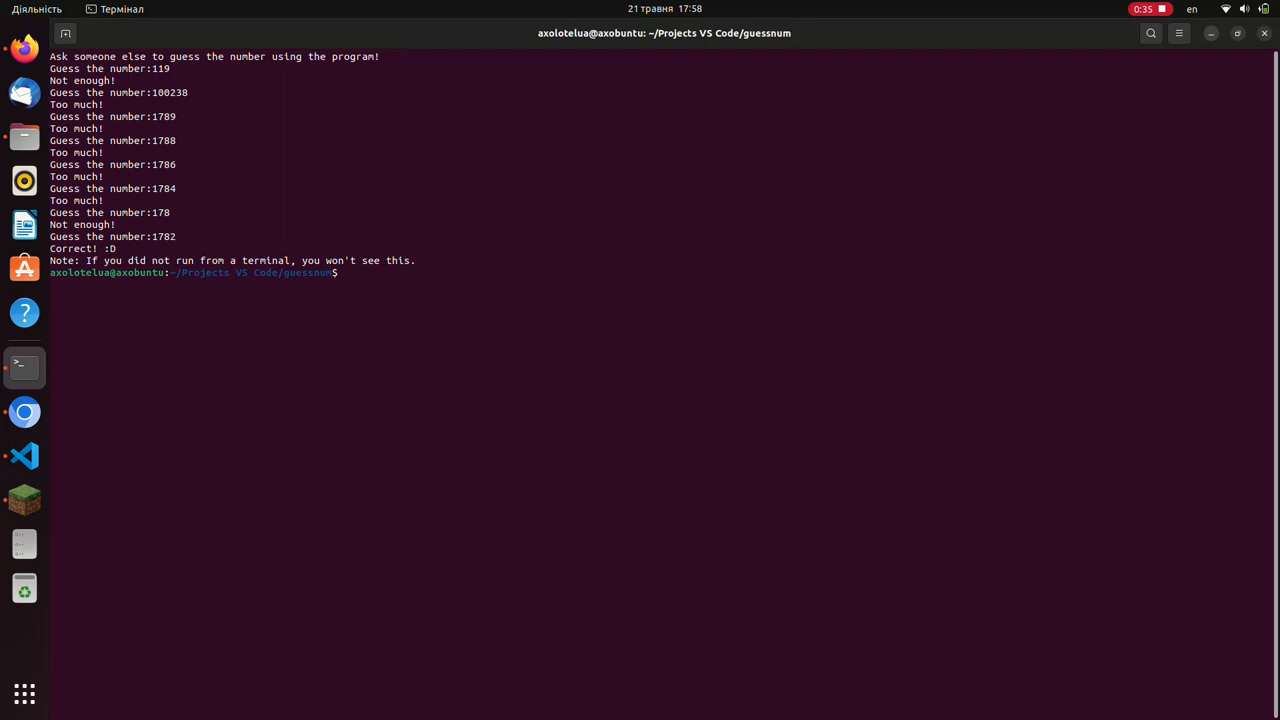 Діяльність Термінал 21 травня 17:58 0:35 en
axolotelua@axobuntu: ~/Projects VS Code/guessnum
Ask someone else to guess the number using the program!
Guess the number:119
Not enough!
Guess the number:100238
Too much!
Guess the number:1789
Too much!
Guess the number:1788
Too much!
Guess the number:1786
Too much!
Guess the number:1784
Too much!
Guess the number:178
Not enough!
Guess the number:1782
Correct! :D
Note: If you did not run from a terminal, you won't see this.
axolotelua@axobuntu:~/Projects VS Code/guessnum$